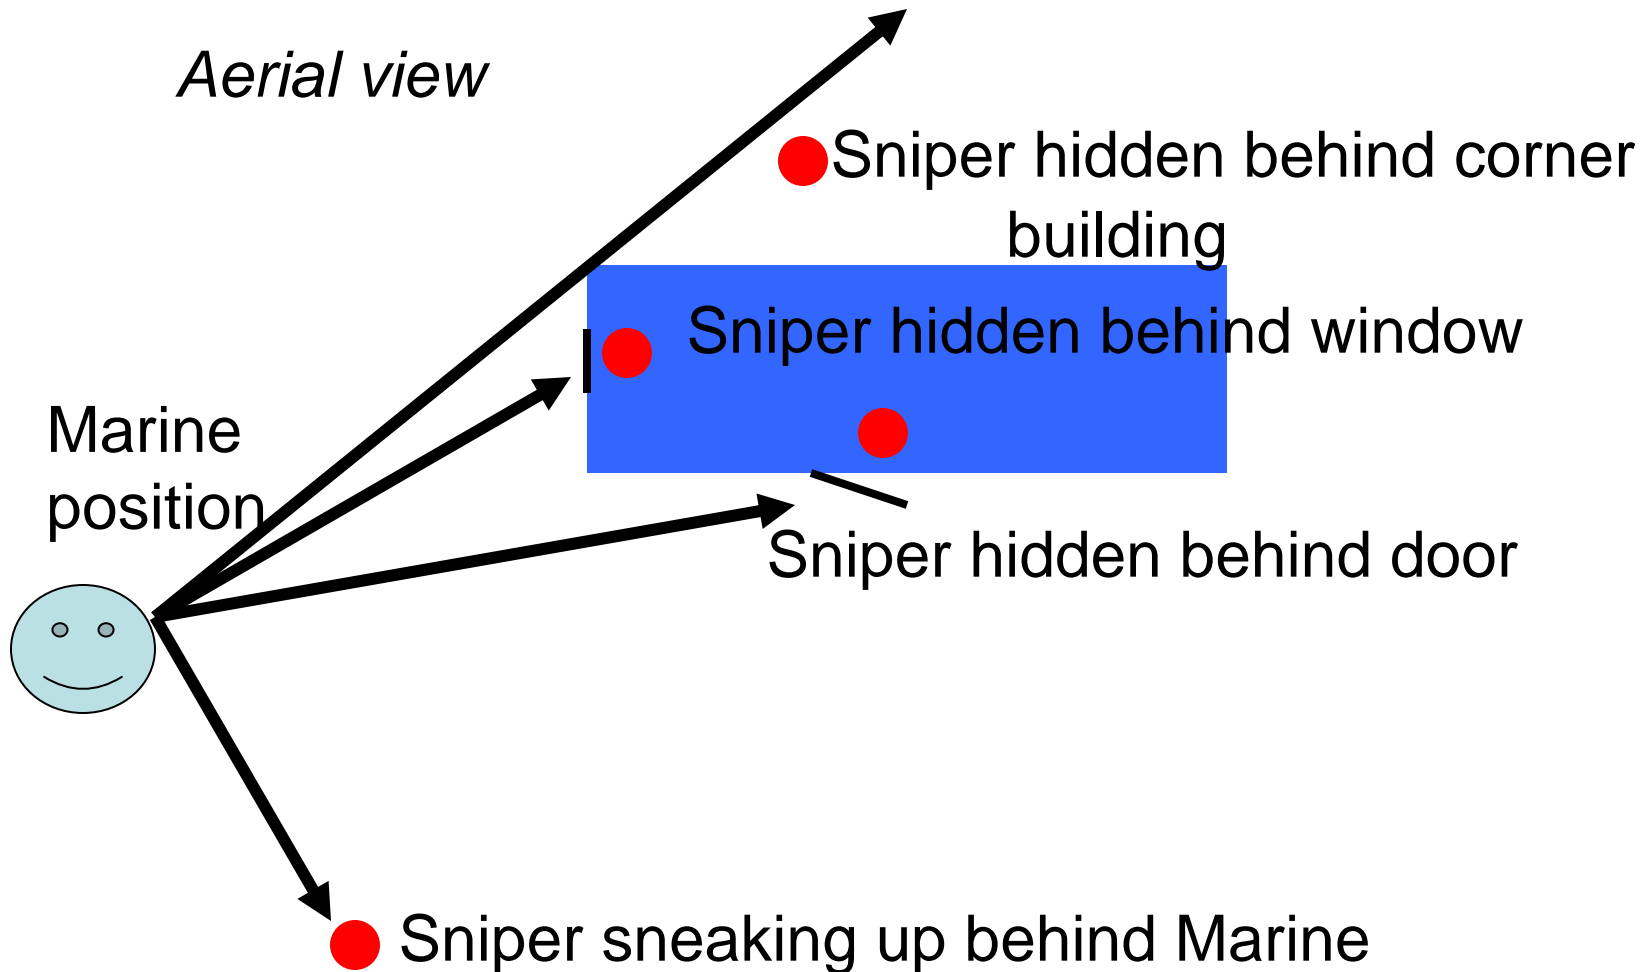 Aerial view
Sniper hidden behind corner
building
Sniper hidden behind window
Marine
position
Sniper hidden behind door
Sniper sneaking up behind Marine